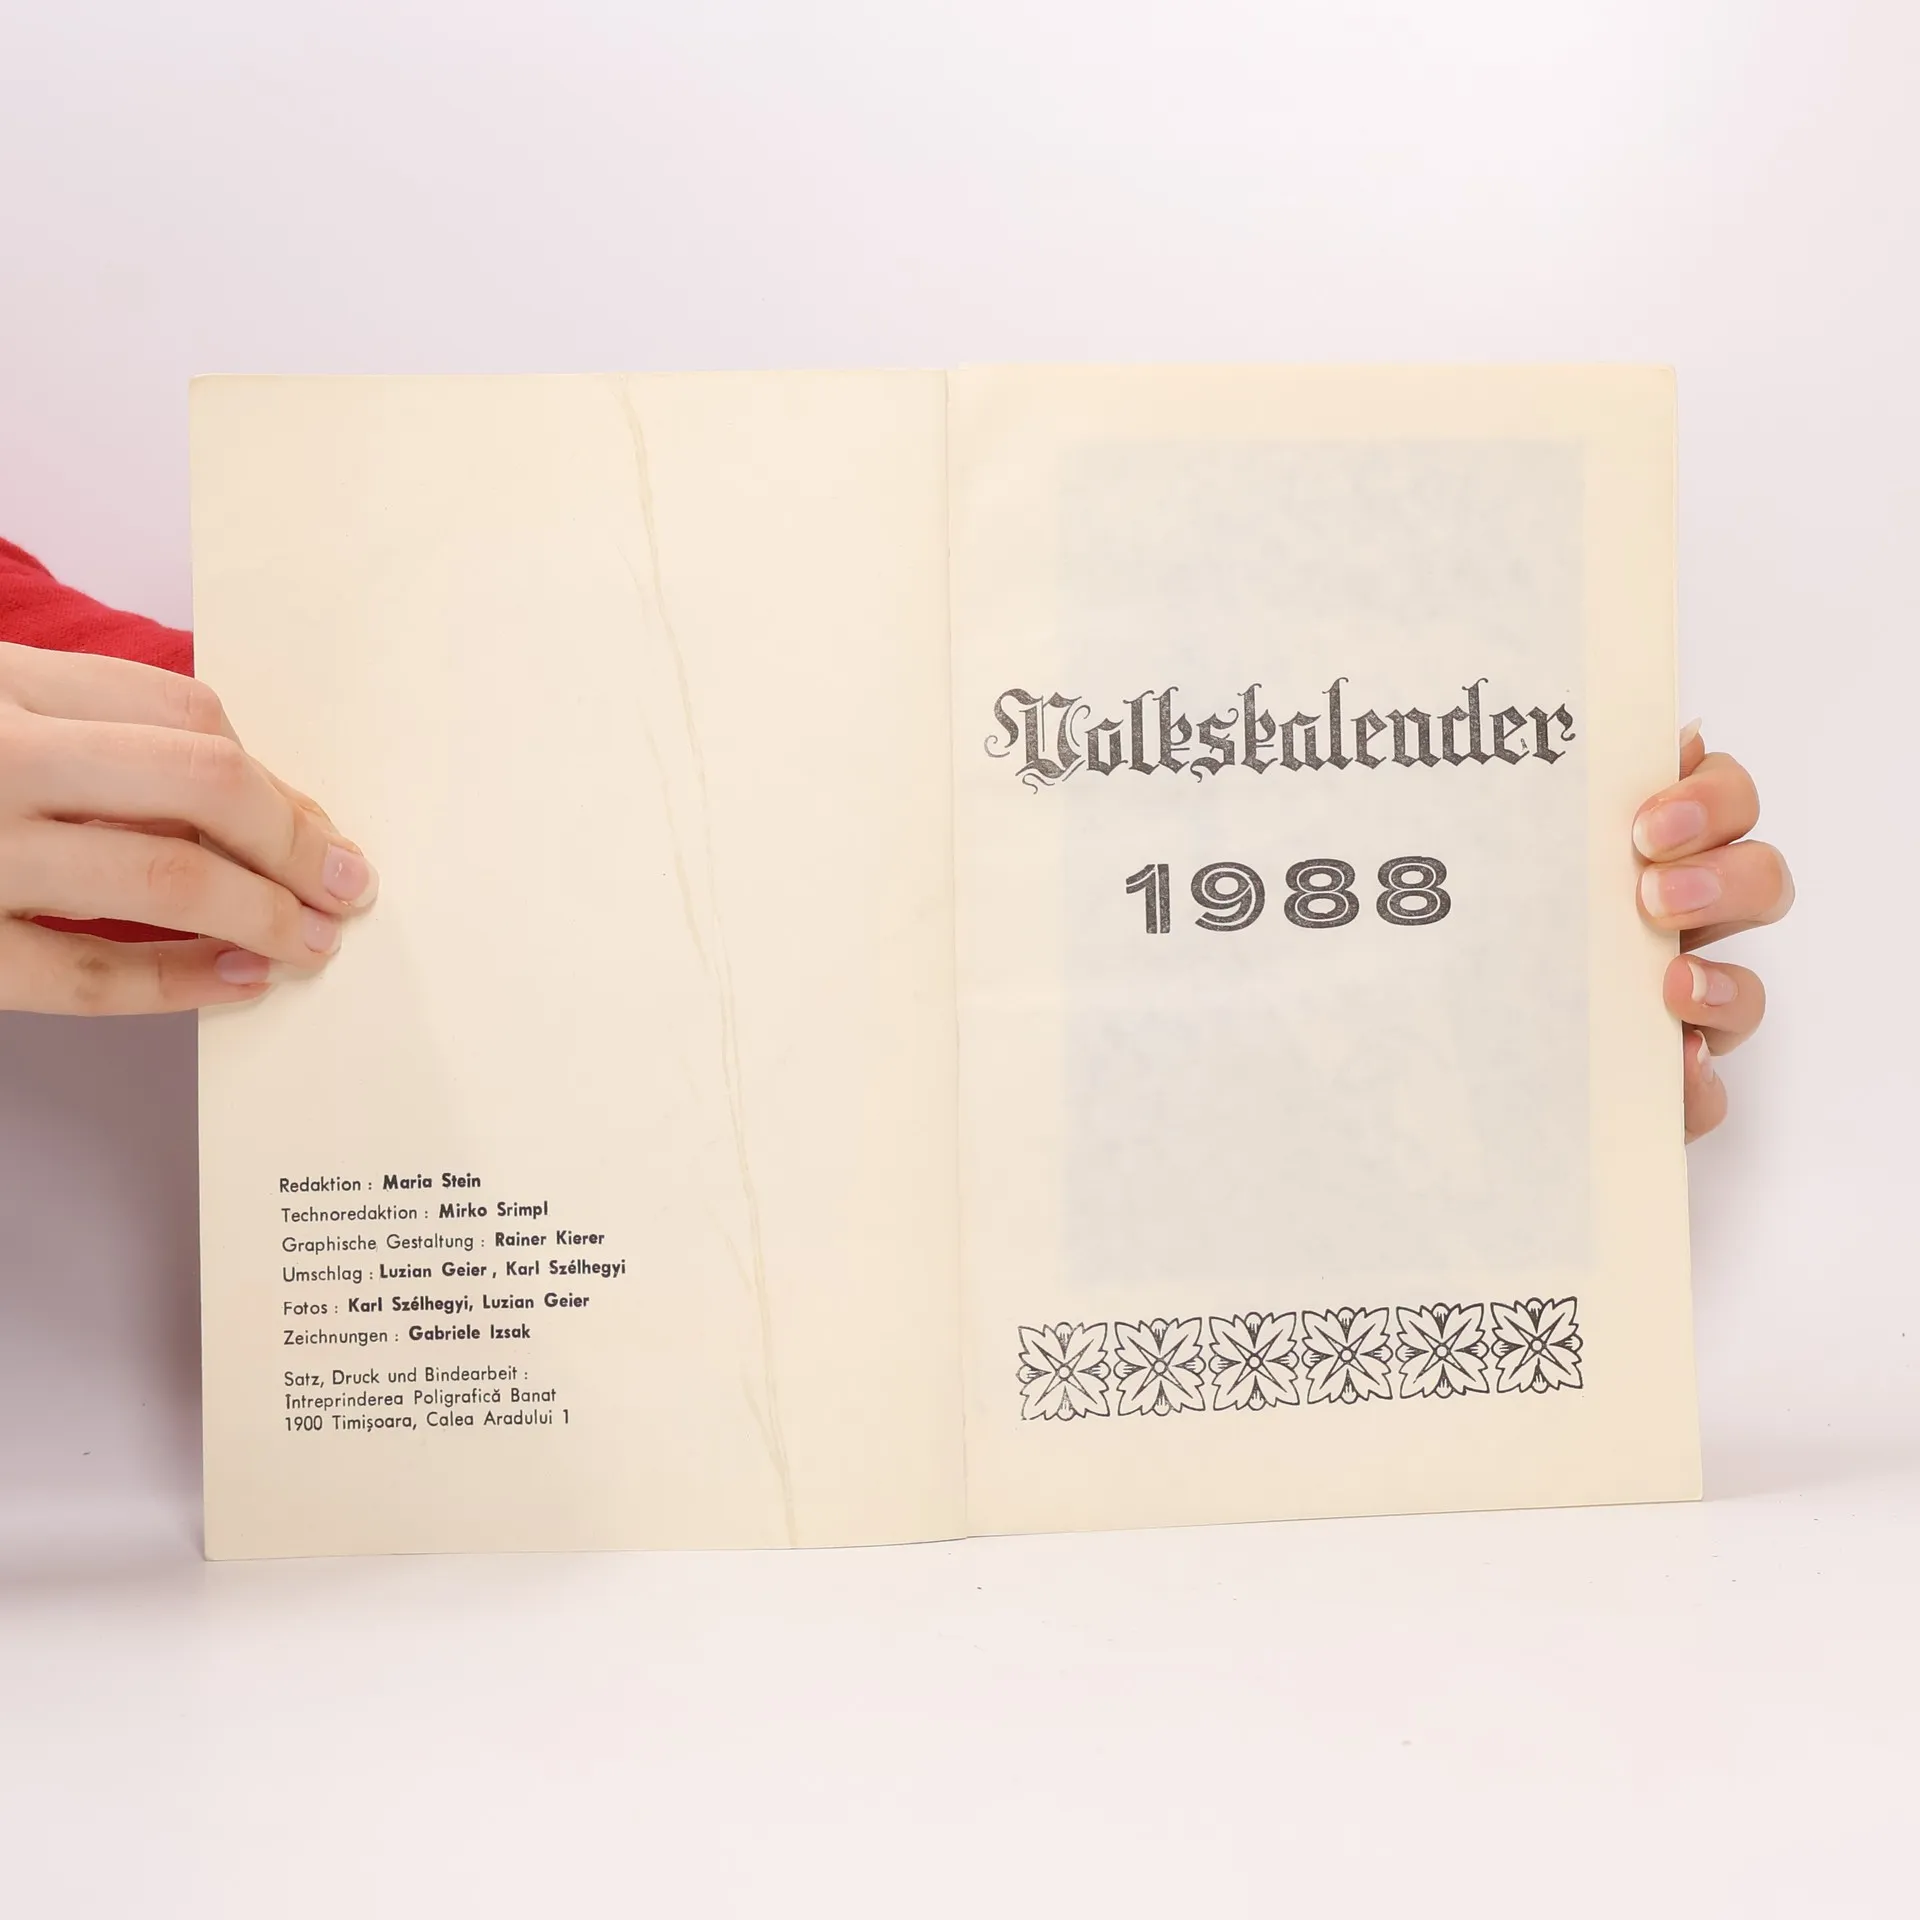 Redaktion : Maria Stein
Technoredaktion : Mirko Srimpl
Graphische Gestaltung : Rainer Kierer
Umschlag : Luzian Geier , Karl Szélhegyi
Fotos : Karl Szélhegyi, Luzian Geier
Zeichnungen : Gabriele Izsak
Satz, Druck und Bindearbeit :
Intreprinderea Poligrafică Banat
1900 Timişoara, Calea Aradului 1
Volkskalender
1988